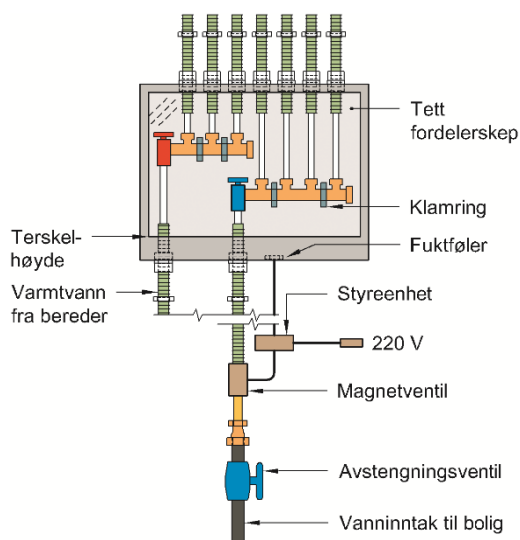 Tett
fordelerskep
Klamring
Terskel-
høyde
Fuktføler
Varmtvann
fra bereder
Styreenhet
220 V
Magnetventil
Avstengningsventil
Vanninntak til bolig